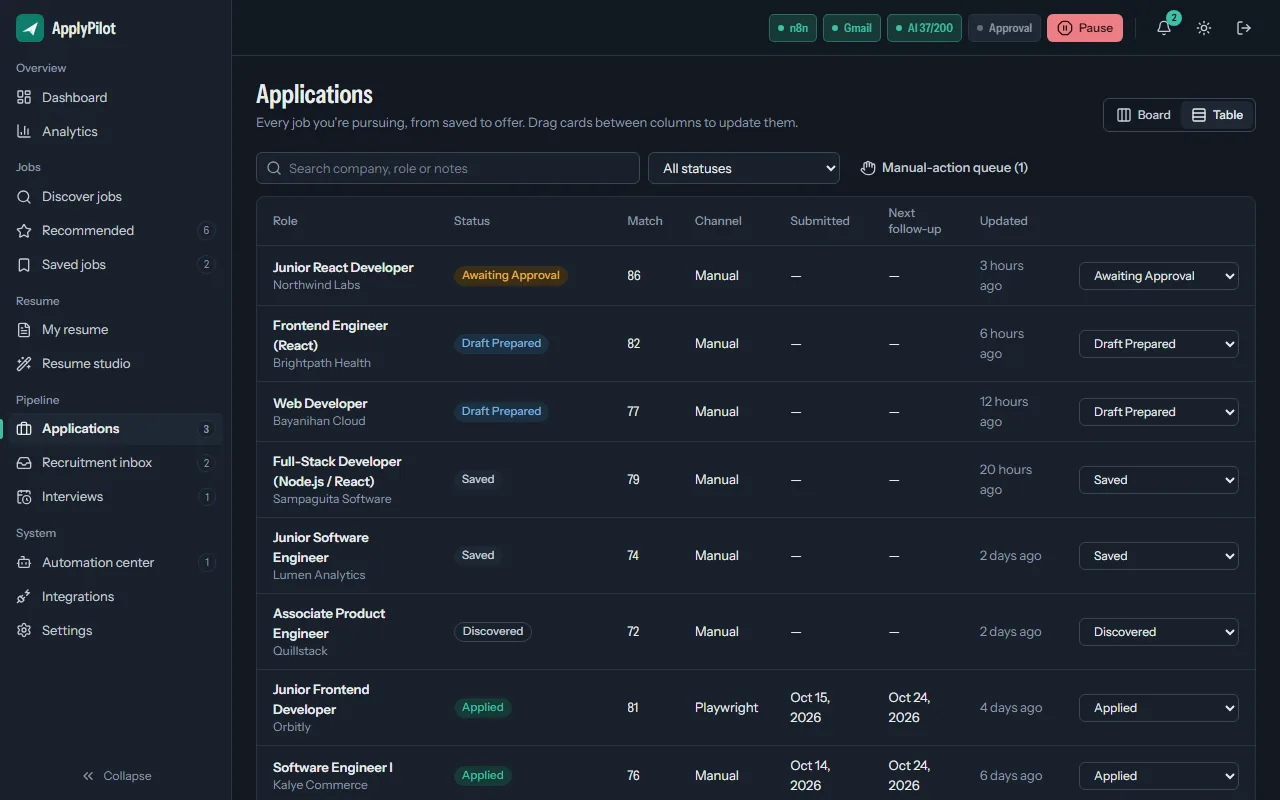 ApplyPilot
n8n
Gmail
AI 37/200
Approval
Pause
2
Overview
Dashboard
Analytics
Jobs
Discover jobs
Recommended 6
Saved jobs 2
Resume
My resume
Resume studio
Pipeline
Applications 3
Recruitment inbox 2
Interviews 1
System
Automation center 1
Integrations
Settings
Collapse
Applications
Every job you're pursuing, from saved to offer. Drag cards between columns to update them.
Board
Table
Search company, role or notes
All statuses
Manual-action queue (1)
Role Status Match Channel Submitted Next follow-up Updated
Junior React Developer
Northwind Labs
Awaiting Approval 86 Manual — — 3 hours ago Awaiting Approval
Frontend Engineer (React)
Brightpath Health
Draft Prepared 82 Manual — — 6 hours ago Draft Prepared
Web Developer
Bayanihan Cloud
Draft Prepared 77 Manual — — 12 hours ago Draft Prepared
Full-Stack Developer (Node.js / React)
Sampaguita Software
Saved 79 Manual — — 20 hours ago Saved
Junior Software Engineer
Lumen Analytics
Saved 74 Manual — — 2 days ago Saved
Associate Product Engineer
Quillstack
Discovered 72 Manual — — 2 days ago Discovered
Junior Frontend Developer
Orbitly
Applied 81 Playwright Oct 15, 2026 Oct 24, 2026 4 days ago Applied
Software Engineer I
Kalye Commerce
Applied 76 Manual Oct 14, 2026 Oct 24, 2026 6 days ago Applied